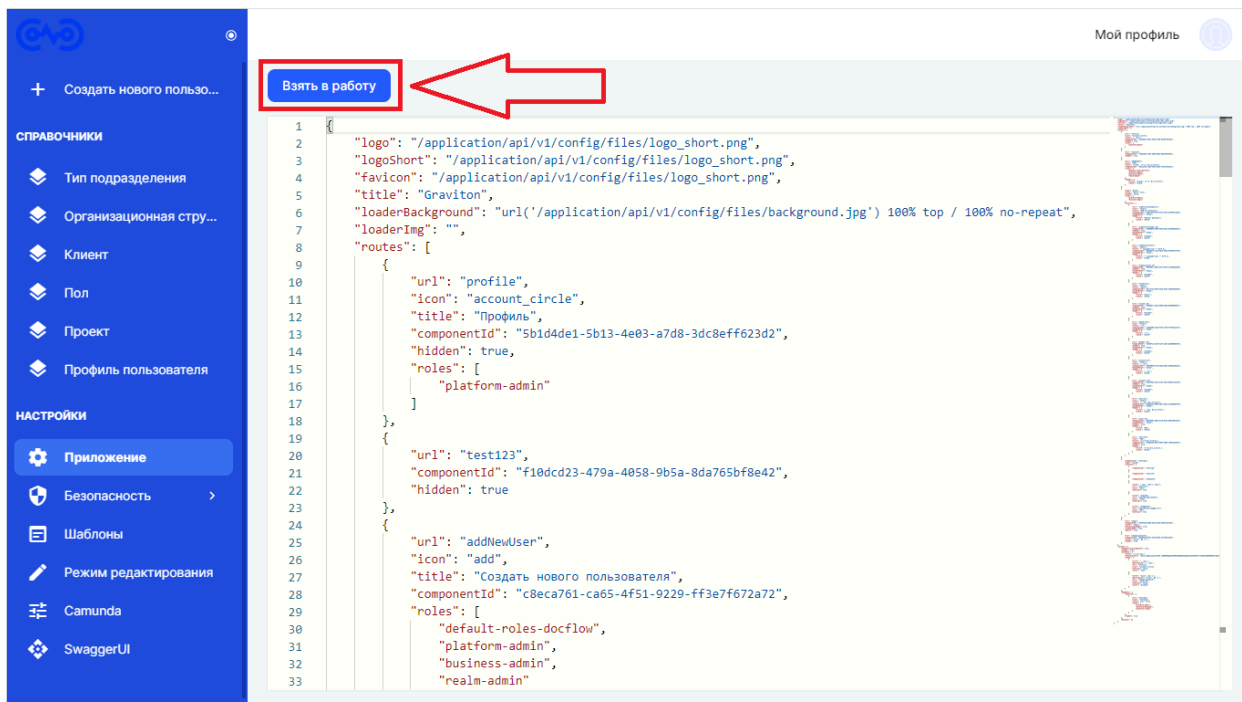 Мой профиль
Создать нового пользо...
СПРАВОЧНИКИ
Тип подразделения
Организационная стру...
Клиент
Пол
Проект
Профиль пользователя
НАСТРОЙКИ
Приложение
Безопасность
Шаблоны
Режим редактирования
Camunda
SwaggerUI
Взять в работу
1 {
2 "logo": "/application/api/v1/config/files/logo_short.png",
3 "logoShort": "/application/api/v1/config/files/logo_short.png",
4 "favicon": "/application/api/v1/config/files/logo_short.png",
5 "title": "Graviton",
6 "loaderBackground": "url('/application/api/v1/config/files/background.jpg') 100% top / 100% no-repeat",
7 "loaderImg": "",
8 "routes": [
9 {
10 "url": "profile",
11 "icon": "account_circle",
12 "title": "Профиль",
13 "componentId": "5b1d4de1-5b13-4e03-a7d8-3dc8eff623d2",
14 "hidden": true,
15 "roles": [
16 "platform-admin"
17 ]
18 },
19 {
20 "url": "test123",
21 "componentId": "f10dcd23-479a-4058-9b5a-8da765bf8e42",
22 "hidden": true
23 },
24 {
25 "url": "addNewUser",
26 "icon": "add",
27 "title": "Создать нового пользователя",
28 "componentId": "c8eca761-ca65-4f51-9229-ff3e7f672a72",
29 "roles": [
30 "default-roles-docflow",
31 "platform-admin",
32 "business-admin",
33 "realm-admin"